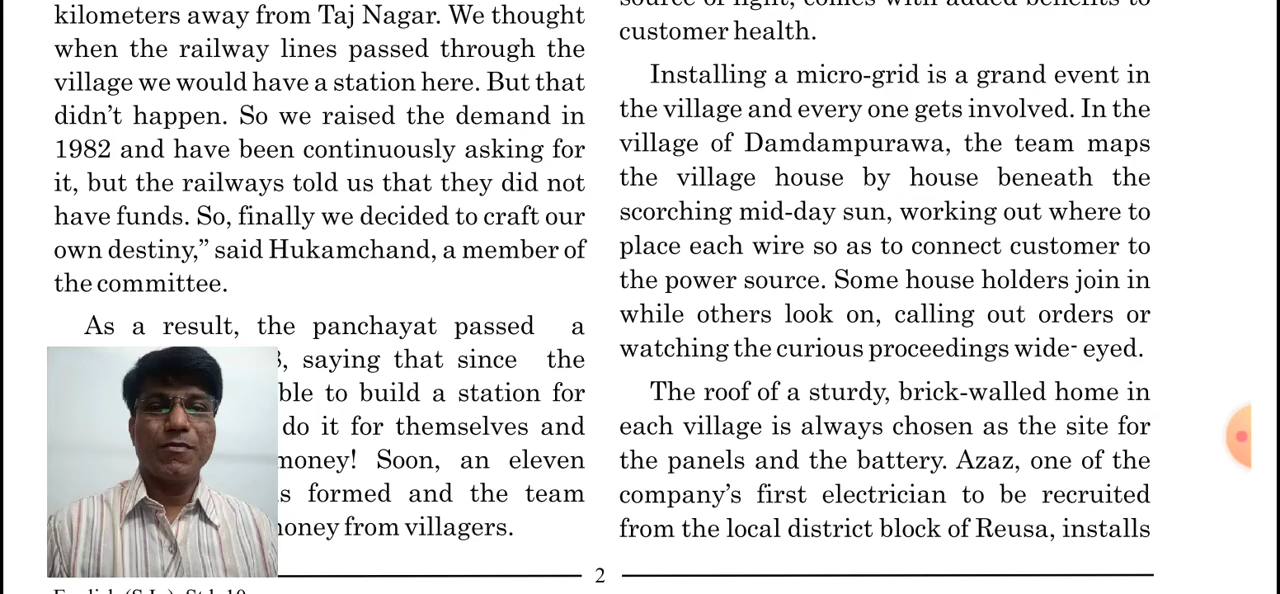 kilometers away from Taj Nagar. We thought
when the railway lines passed through the
village we would have a station here. But that
didn’t happen. So we raised the demand in
1982 and have been continuously asking for
it, but the railways told us that they did not
have funds. So, finally we decided to craft our
own destiny,” said Hukamchand, a member of
the committee.
As a result, the panchayat passed a
, saying that since the
to build a station for
do it for themselves and
money! Soon, an eleven
formed and the team
money from villagers.
customer health.
Installing a micro-grid is a grand event in
the village and every one gets involved. In the
village of Damdampurawa, the team maps
the village house by house beneath the
scorching mid-day sun, working out where to
place each wire so as to connect customer to
the power source. Some house holders join in
while others look on, calling out orders or
watching the curious proceedings wide- eyed.
The roof of a sturdy, brick-walled home in
each village is always chosen as the site for
the panels and the battery. Azaz, one of the
company’s first electrician to be recruited
from the local district block of Reusa, installs
2